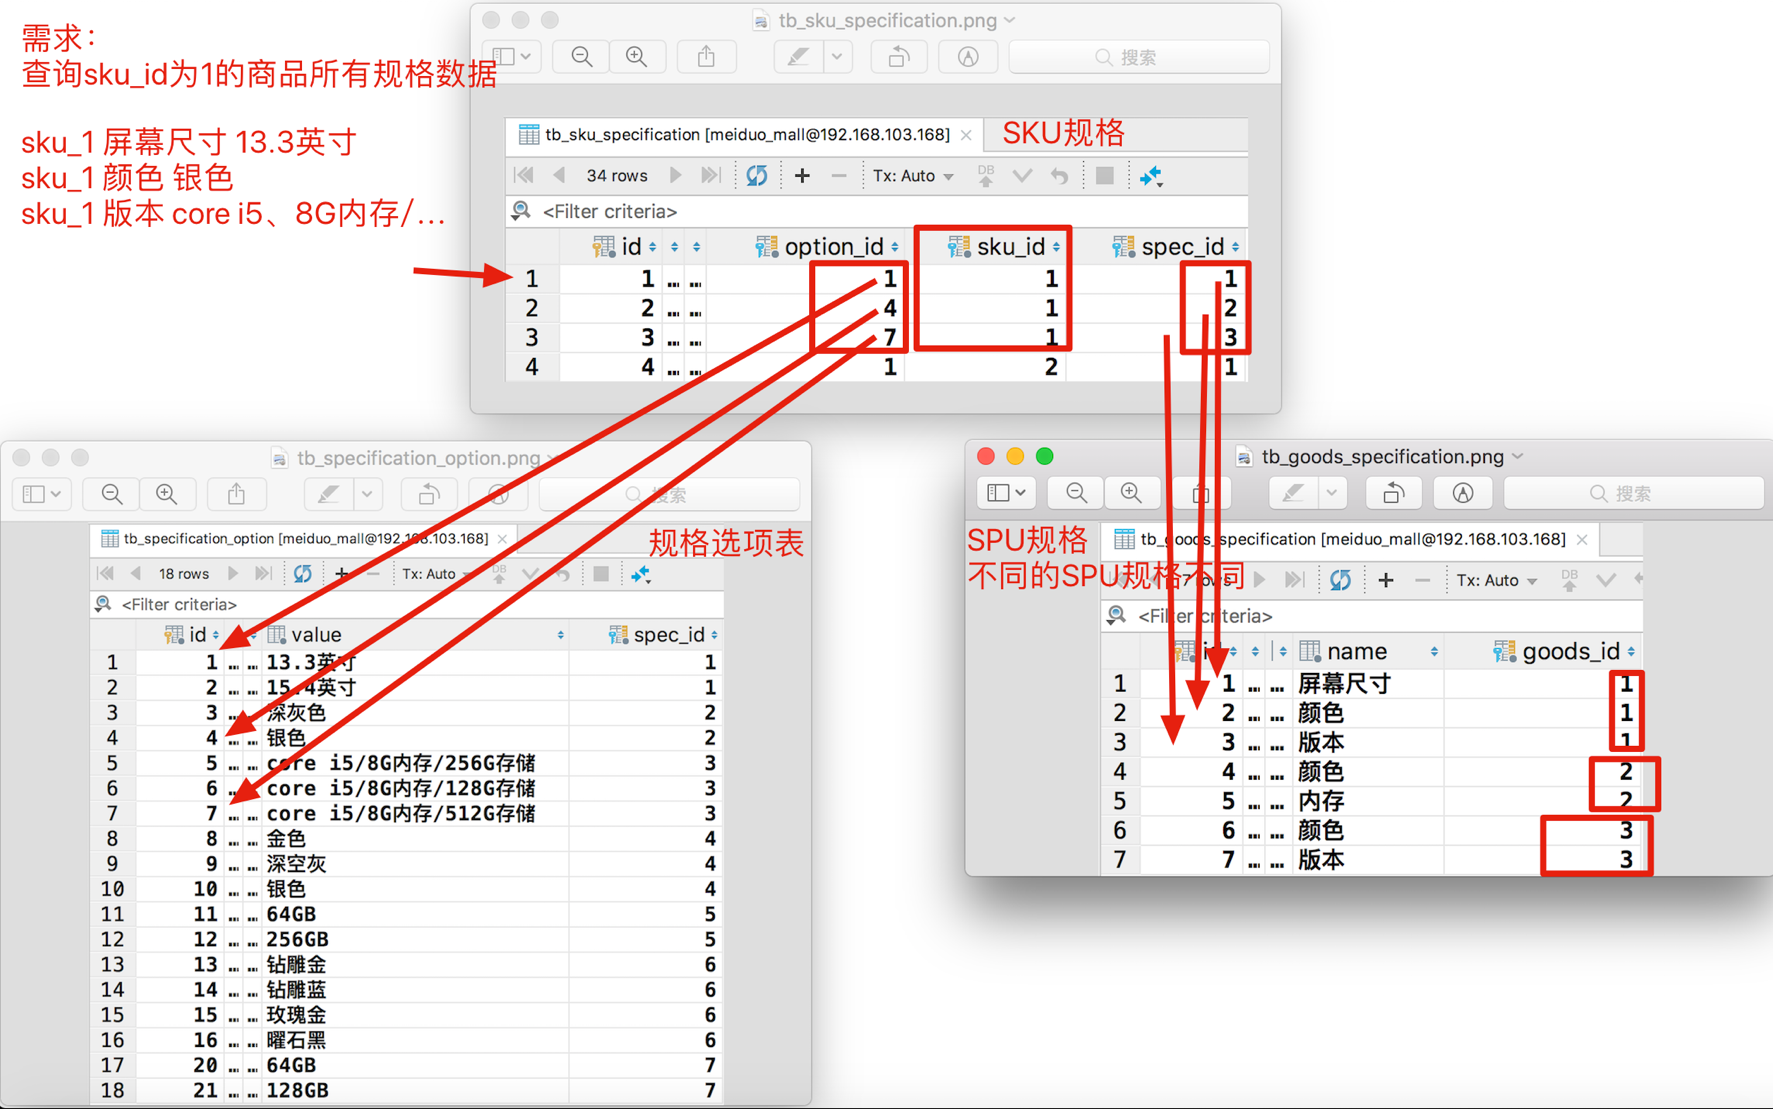 需求：
查询sku_id为1的商品所有规格数据
sku_1 屏幕尺寸 13.3英寸
sku_1 颜色 银色
sku_1 版本 core i5、8G内存/...
tb_sku_specification.png
搜索
tb_sku_specification [meiduo_mall@192.168.103.168]
SKU规格
34 rows
Tx: Auto
DB
<Filter criteria>
id option_id sku_id spec_id
1 1 ... ... 1 1 1
2 2 ... ... 4 1 2
3 3 ... ... 7 1 3
4 4 ... ... 1 2 1
tb_specification_option.png
搜索
tb_specification_option [meiduo_mall@192.168.103.168]
规格选项表
18 rows
Tx: Auto
DB
<Filter criteria>
id value spec_id
1 1 ... ... 13.3英寸 1
2 2 ... ... 15.4英寸 1
3 3 ... 深灰色 2
4 4 ... ... 银色 2
5 5 ... ... core i5/8G内存/256G存储 3
6 6 ... core i5/8G内存/128G存储 3
7 7 ... ... core i5/8G内存/512G存储 3
8 8 ... ... 金色 4
9 9 ... ... 深空灰 4
10 10 ... ... 银色 4
11 11 ... ... 64GB 5
12 12 ... ... 256GB 5
13 13 ... ... 钻雕金 6
14 14 ... ... 钻雕蓝 6
15 15 ... ... 玫瑰金 6
16 16 ... ... 曜石黑 6
17 20 ... ... 64GB 7
18 21 ... ... 128GB 7
tb_goods_specification.png
搜索
SPU规格
不同的SPU规格不同
tb_goods_specification [meiduo_mall@192.168.103.168]
7 rows
Tx: Auto
DB
<Filter criteria>
id name goods_id
1 1 ... ... 屏幕尺寸 1
2 2 ... ... 颜色 1
3 3 ... ... 版本 1
4 4 ... ... 颜色 2
5 5 ... ... 内存 2
6 6 ... ... 颜色 3
7 7 ... ... 版本 3